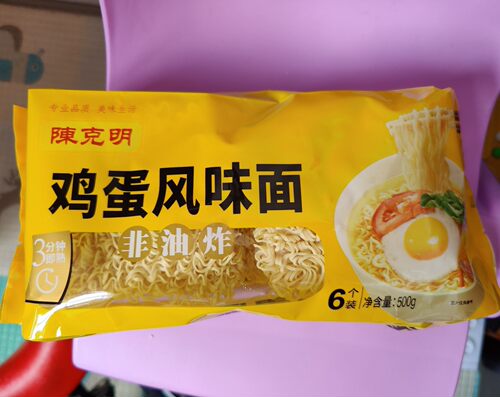 专业品质 美味生活
陳克明
鸡蛋风味面
非油炸
3分钟
即熟
6个装
净含量:500g